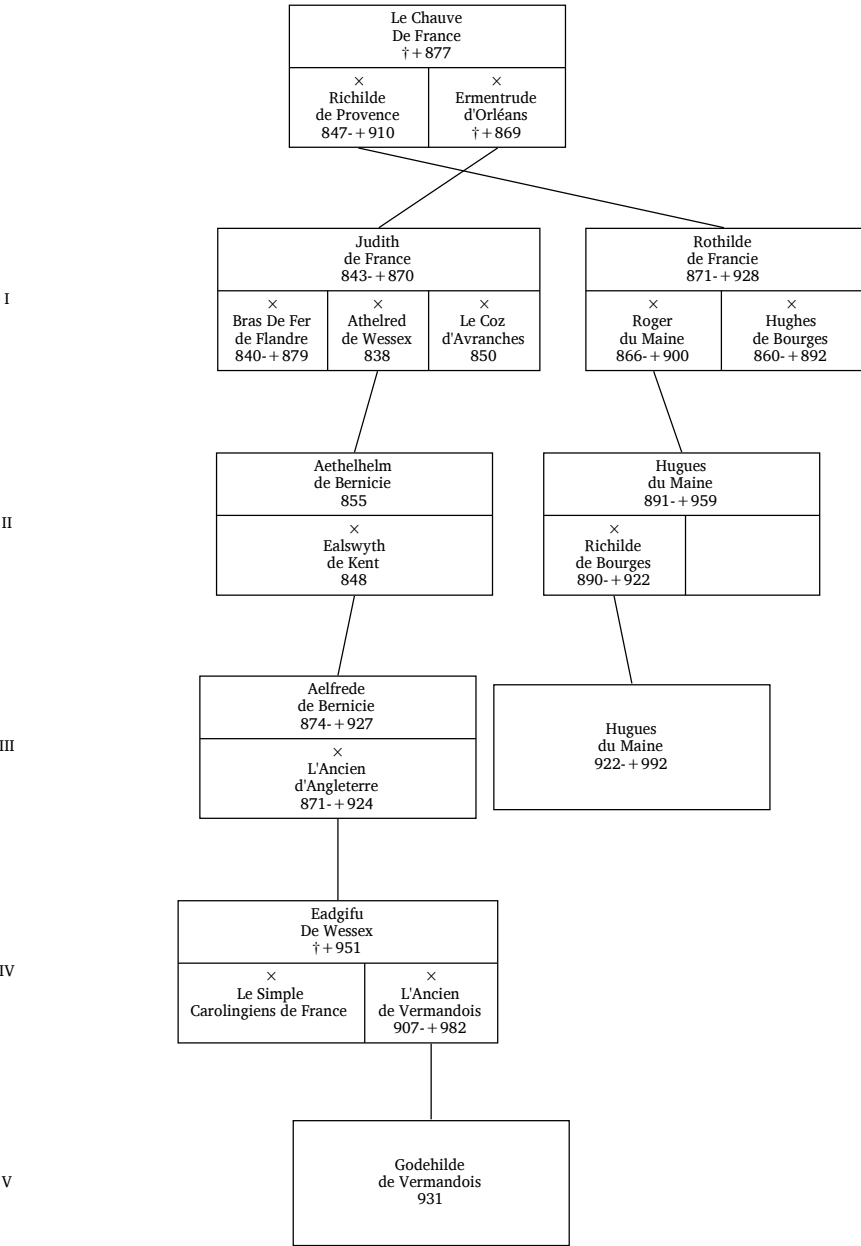 Le Chauve
De France
†+877
×
Richilde
de Provence
847-+910
×
Ermentrude
d'Orléans
†+869
I
Judith
de France
843-+870
×
Bras De Fer
de Flandre
840-+879
×
Athelred
de Wessex
838
×
Le Coz
d'Avranches
850
Rothilde
de Francie
871-+928
×
Roger
du Maine
866-+900
×
Hughes
de Bourges
860-+892
II
Aethelhelm
de Bernicie
855
×
Ealswyth
de Kent
848
Hugues
du Maine
891-+959
×
Richilde
de Bourges
890-+922
III
Aelfrede
de Bernicie
874-+927
×
L'Ancien
d'Angleterre
871-+924
Hugues
du Maine
922-+992
IV
Eadgifu
De Wessex
†+951
×
Le Simple
Carolingiens de France
×
L'Ancien
de Vermandois
907-+982
V
Godehilde
de Vermandois
931